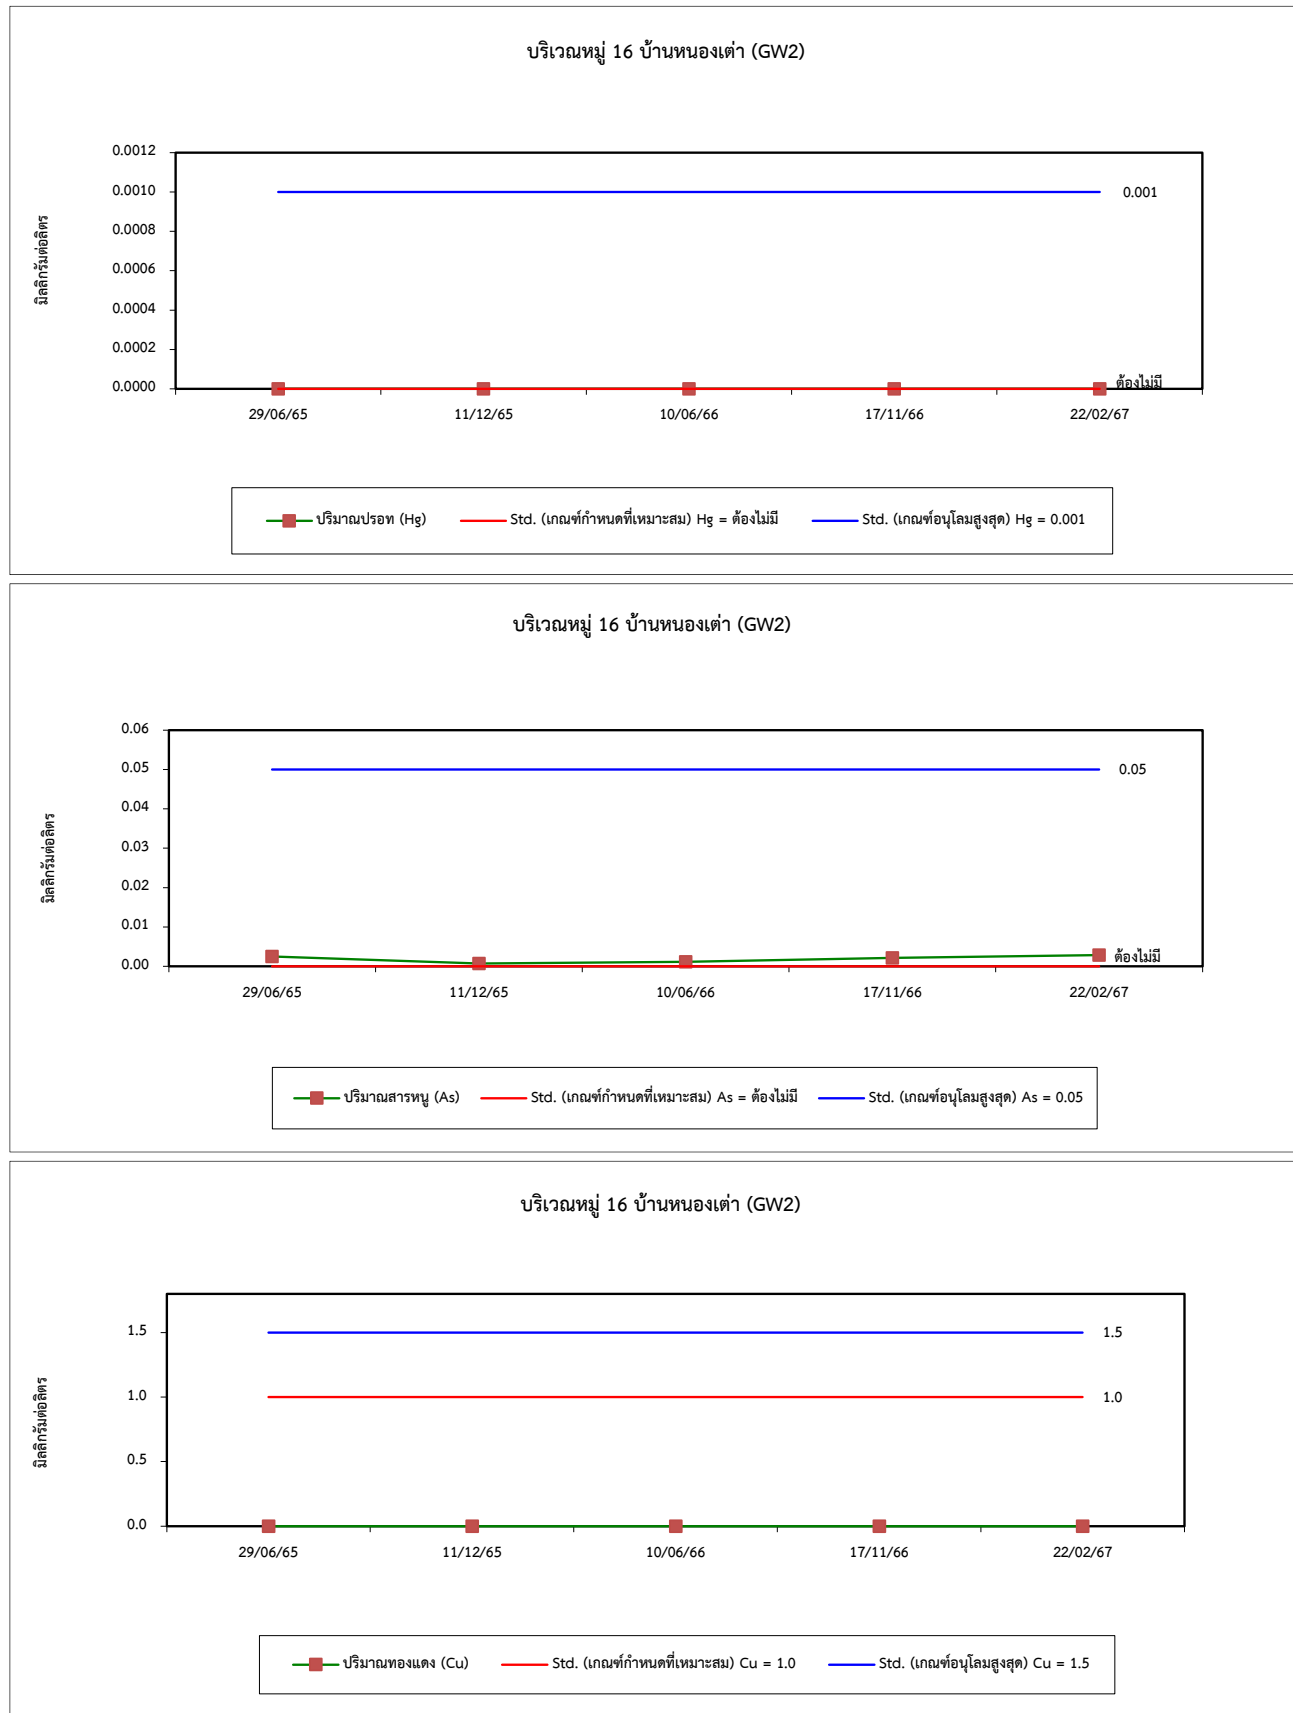 บริเวณหมู่ 16 บ้านหนองเต่า (GW2)
มิลลิกรัมต่อลิตร
0.0012
0.0010
0.0008
0.0006
0.0004
0.0002
0.0000
0.001
ต้องไม่มี
29/06/65 11/12/65 10/06/66 17/11/66 22/02/67
ปริมาณปรอท (Hg) Std. (เกณฑ์กำหนดที่เหมาะสม) Hg = ต้องไม่มี Std. (เกณฑ์อนุโลมสูงสุด) Hg = 0.001
บริเวณหมู่ 16 บ้านหนองเต่า (GW2)
มิลลิกรัมต่อลิตร
0.06
0.05
0.04
0.03
0.02
0.01
0.00
0.05
ต้องไม่มี
29/06/65 11/12/65 10/06/66 17/11/66 22/02/67
ปริมาณสารหนู (As) Std. (เกณฑ์กำหนดที่เหมาะสม) As = ต้องไม่มี Std. (เกณฑ์อนุโลมสูงสุด) As = 0.05
บริเวณหมู่ 16 บ้านหนองเต่า (GW2)
มิลลิกรัมต่อลิตร
1.5
1.0
0.5
0.0
1.5
1.0
29/06/65 11/12/65 10/06/66 17/11/66 22/02/67
ปริมาณทองแดง (Cu) Std. (เกณฑ์กำหนดที่เหมาะสม) Cu = 1.0 Std. (เกณฑ์อนุโลมสูงสุด) Cu = 1.5